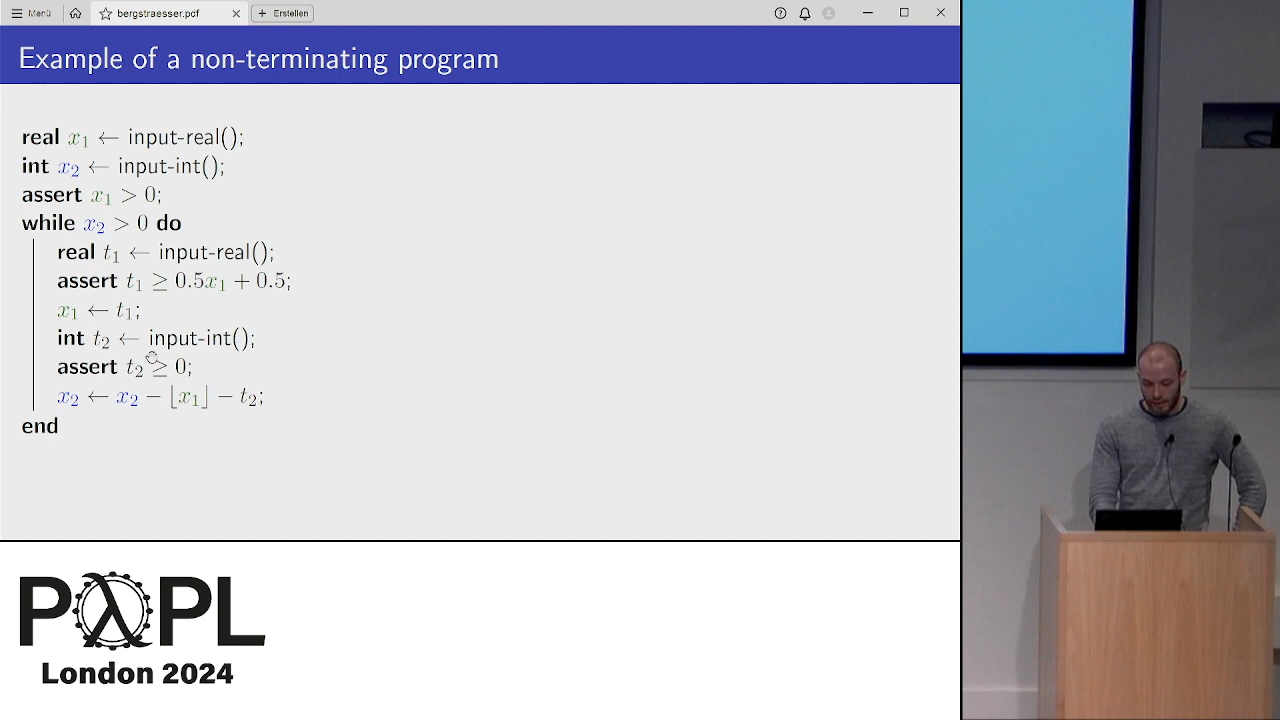 Menü
bergstraesser.pdf
Erstellen
Example of a non-terminating program
real x₁ ← input-real();
int x₂ ← input-int();
assert x₁ > 0;
while x₂ > 0 do
real t₁ ← input-real();
assert t₁ ≥ 0.5x₁ + 0.5;
x₁ ← t₁;
int t₂ ← input-int();
assert t₂ ≥ 0;
x₂ ← x₂ − ⌊x₁⌋ − t₂;
end
PλPL
London 2024